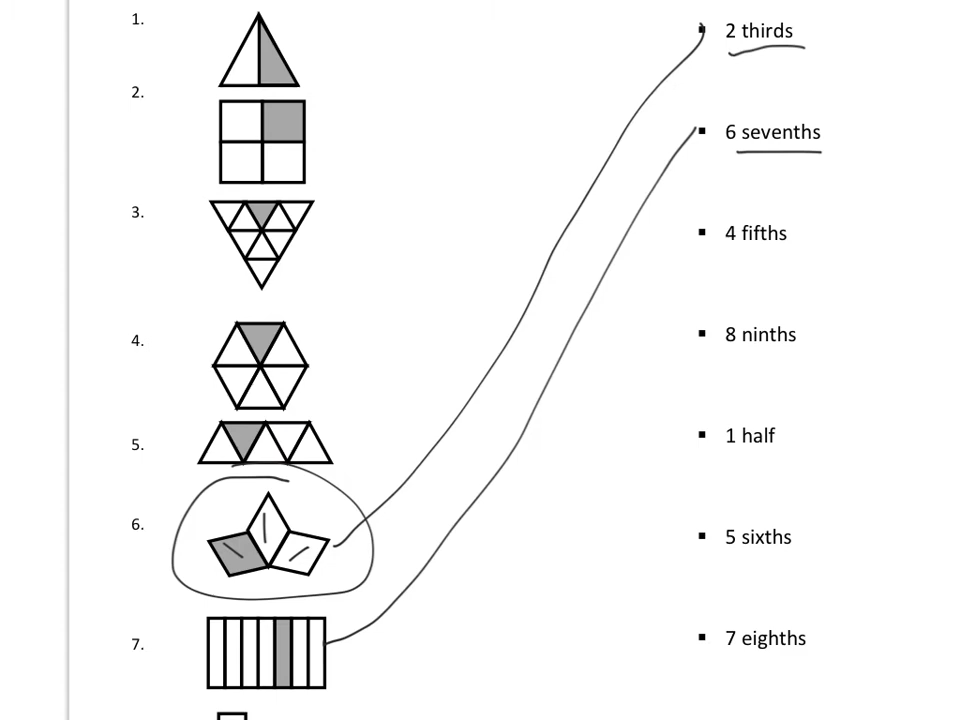 1.
2 thirds
2.
6 sevenths
3.
4 fifths
4.
8 ninths
5.
1 half
6.
5 sixths
7.
7 eighths